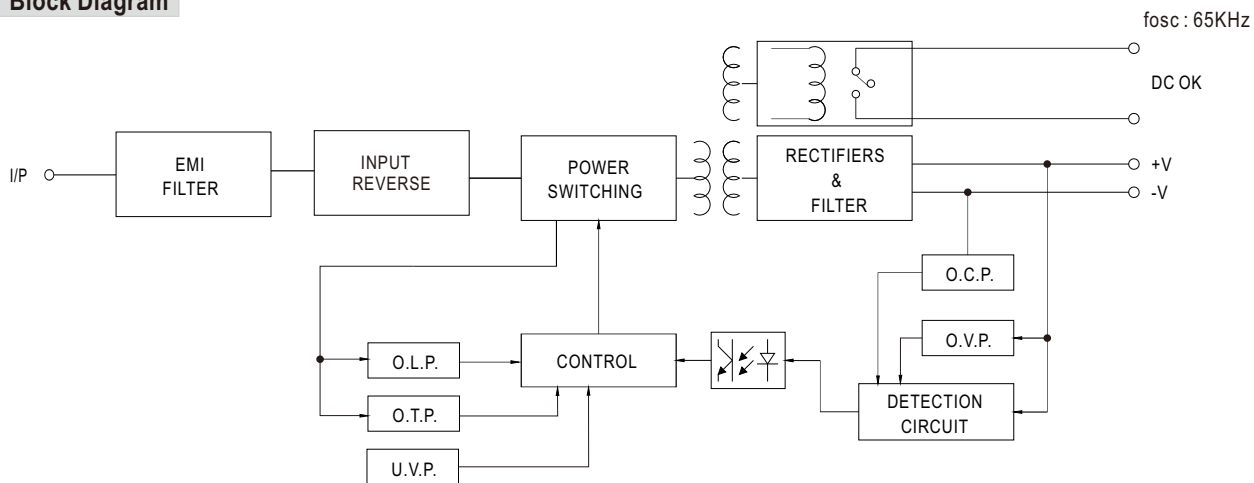 Block Diagram
fosc : 65KHz
DC OK
I/P
EMI
FILTER
INPUT
REVERSE
POWER
SWITCHING
RECTIFIERS
&
FILTER
+V
-V
O.C.P.
O.V.P.
O.L.P.
CONTROL
O.T.P.
DETECTION
CIRCUIT
U.V.P.